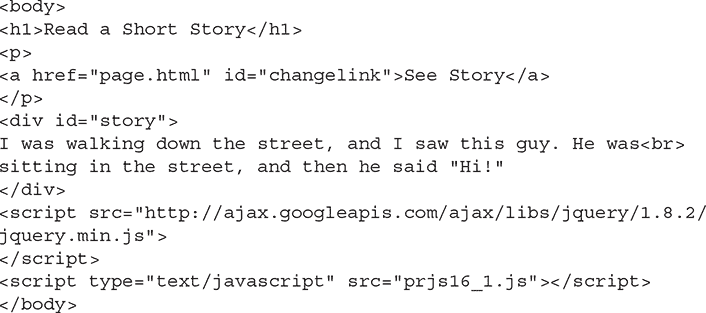 <body>
<h1>Read a Short Story</h1>
<p>
<a href="page.html" id="changelink">See Story</a>
</p>
<div id="story">
I was walking down the street, and I saw this guy. He was<br>
sitting in the street, and then he said "Hi!"
</div>
<script src="http://ajax.googleapis.com/ajax/libs/jquery/1.8.2/
jquery.min.js">
</script>
<script type="text/javascript" src="prjs16_1.js"></script>
</body>